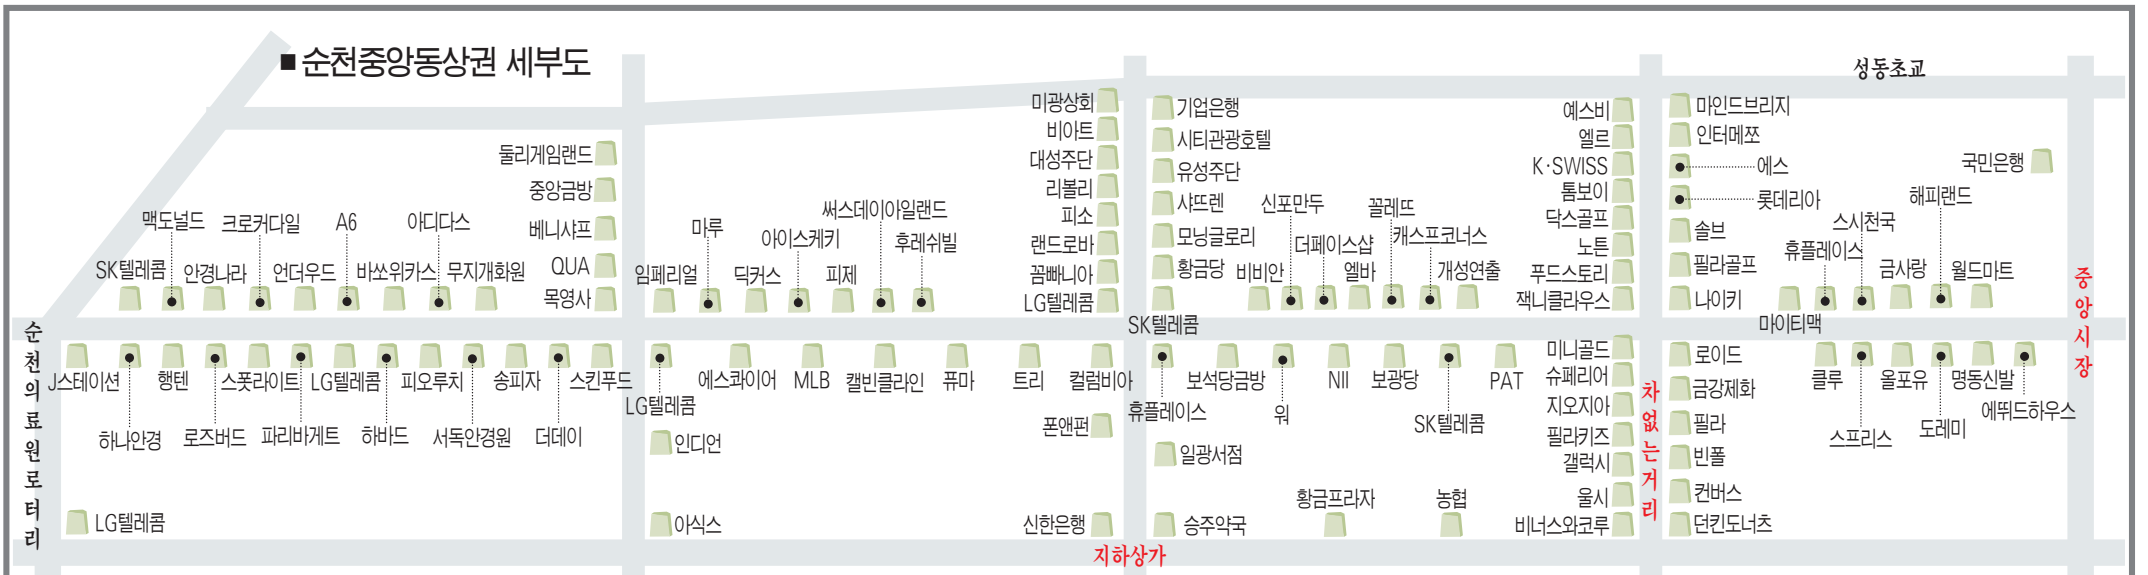 ■ 순천중앙동상권 세부도
성동초교
둘리게임랜드
중앙금방
베니샤프
QUA
목영사
맥도널드
크로커다일
A6
아디다스
SK텔레콤
안경나라
언더우드
바쏘위카스
무지개화원
마루
써스데이아일랜드
아이스케키
후레쉬빌
임페리얼
딕커스
피제
미광상회
비아트
대성주단
리볼리
피소
랜드로바
꼼빠니아
LG텔레콤
기업은행
시티관광호텔
유성주단
샤뜨렌
모닝글로리
황금당
SK텔레콤
신포만두
꼴레뜨
더페이스샵
캐스프코너스
비비안
엘바
개성연출
예스비
엘르
K·SWISS
톰보이
닥스골프
노튼
푸드스토리
잭니클라우스
마인드브리지
인터메쪼
에스
롯데리아
솔브
필라골프
나이키
국민은행
해피랜드
스시천국
휴플레이스
금사랑
월드마트
마이티맥
중앙시장
순천의료원로터리
J스테이션
행텐
스폿라이트
LG텔레콤
피오루치
송피자
스킨푸드
하나안경
로즈버드
파리바게트
하바드
서독안경원
더데이
LG텔레콤
LG텔레콤
에스콰이어
MLB
캘빈클라인
퓨마
트리
컬럼비아
인디언
아식스
폰앤펀
신한은행
휴플레이스
보석당금방
워
NII
보광당
SK텔레콤
PAT
일광서점
승주약국
황금프라자
농협
미니골드
슈페리어
지오지아
필라키즈
갤럭시
울시
비너스와코루
차없는거리
로이드
금강제화
필라
빈폴
컨버스
던킨도너츠
클루
올포유
명동신발
에뛰드하우스
스프리스
도레미
지하상가